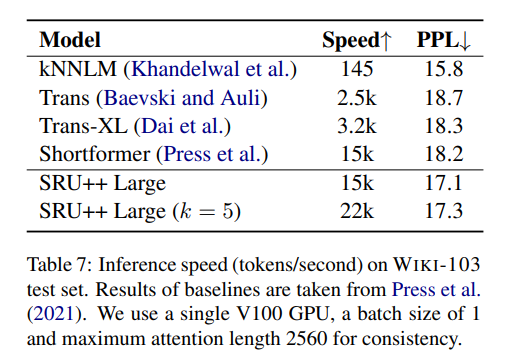 Model Speed↑ PPL↓
kNNLM (Khandelwal et al.) 145 15.8
Trans (Baevski and Auli) 2.5k 18.7
Trans-XL (Dai et al.) 3.2k 18.3
Shortformer (Press et al.) 15k 18.2
SRU++ Large 15k 17.1
SRU++ Large (k = 5) 22k 17.3
Table 7: Inference speed (tokens/second) on WIKI-103
test set. Results of baselines are taken from Press et al.
(2021). We use a single V100 GPU, a batch size of 1
and maximum attention length 2560 for consistency.